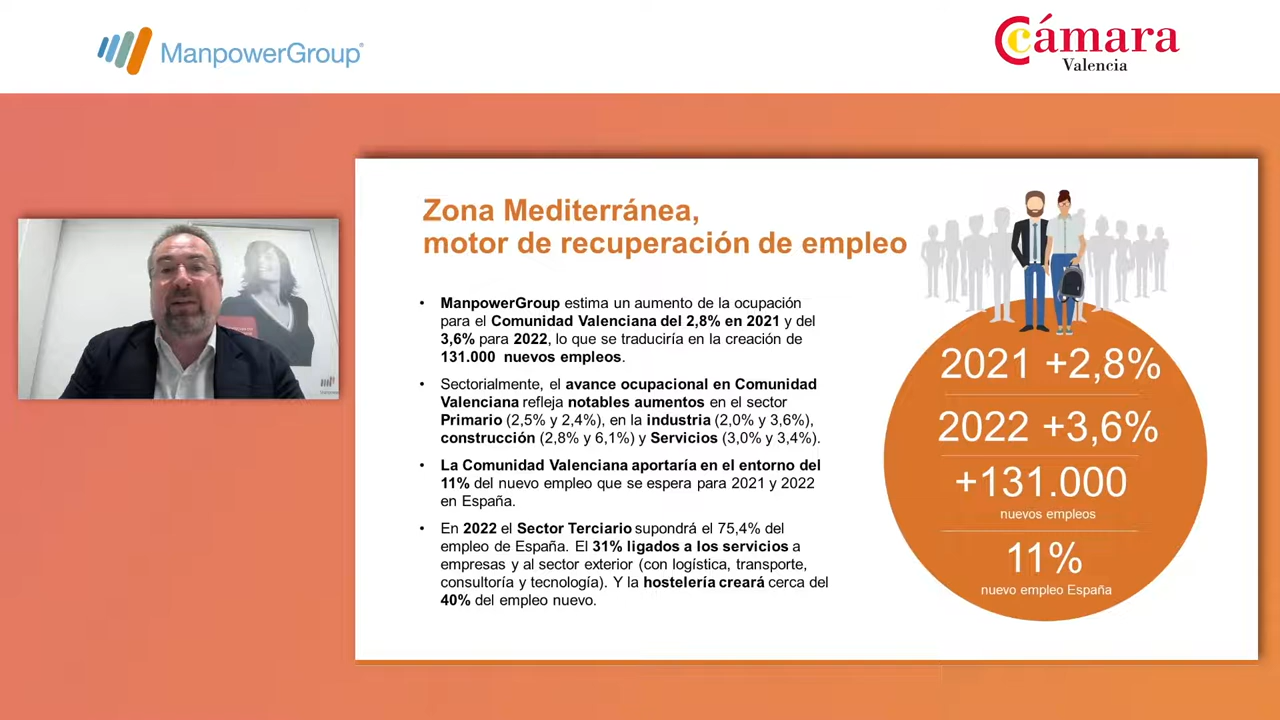 ManpowerGroup
Cámara
Valencia
Zona Mediterránea,
motor de recuperación de empleo
• ManpowerGroup estima un aumento de la ocupación
para el Comunidad Valenciana del 2,8% en 2021 y del
3,6% para 2022, lo que se traduciría en la creación de
131.000 nuevos empleos.
• Sectorialmente, el avance ocupacional en Comunidad
Valenciana refleja notables aumentos en el sector
Primario (2,5% y 2,4%), en la industria (2,0% y 3,6%),
construcción (2,8% y 6,1%) y Servicios (3,0% y 3,4%).
• La Comunidad Valenciana aportaría en el entorno del
11% del nuevo empleo que se espera para 2021 y 2022
en España.
• En 2022 el Sector Terciario supondrá el 75,4% del
empleo de España. El 31% ligados a los servicios a
empresas y al sector exterior (con logística, transporte,
consultoría y tecnología). Y la hostelería creará cerca del
40% del empleo nuevo.
2021 +2,8%
2022 +3,6%
+131.000
nuevos empleos
11%
nuevo empleo España